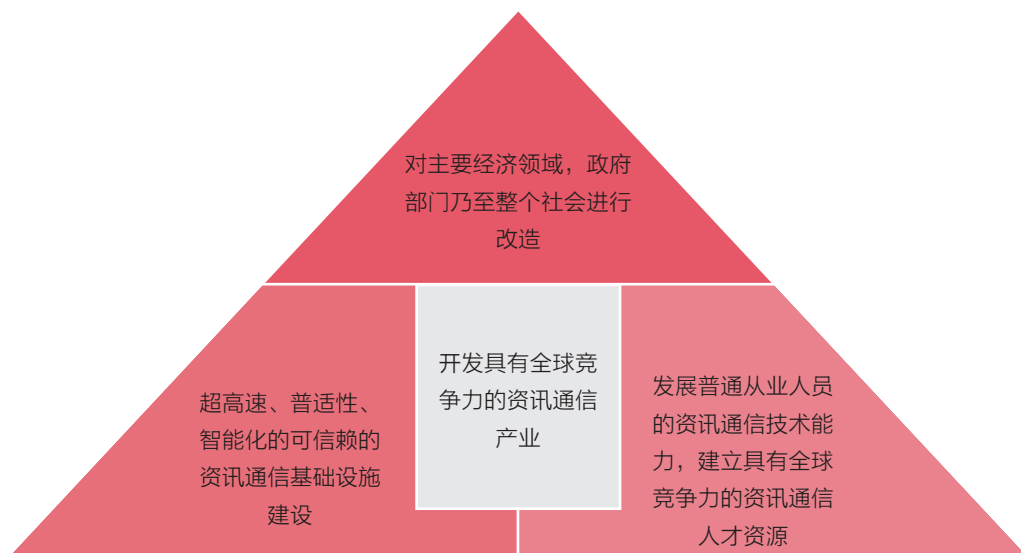 对主要经济领域，政府
部门乃至整个社会进行
改造
开发具有全球竞
争力的资讯通信
产业
超高速、普适性、
智能化的可信赖的
资讯通信基础设施
建设
发展普通从业人员
的资讯通信技术能
力，建立具有全球
竞争力的资讯通信
人才资源